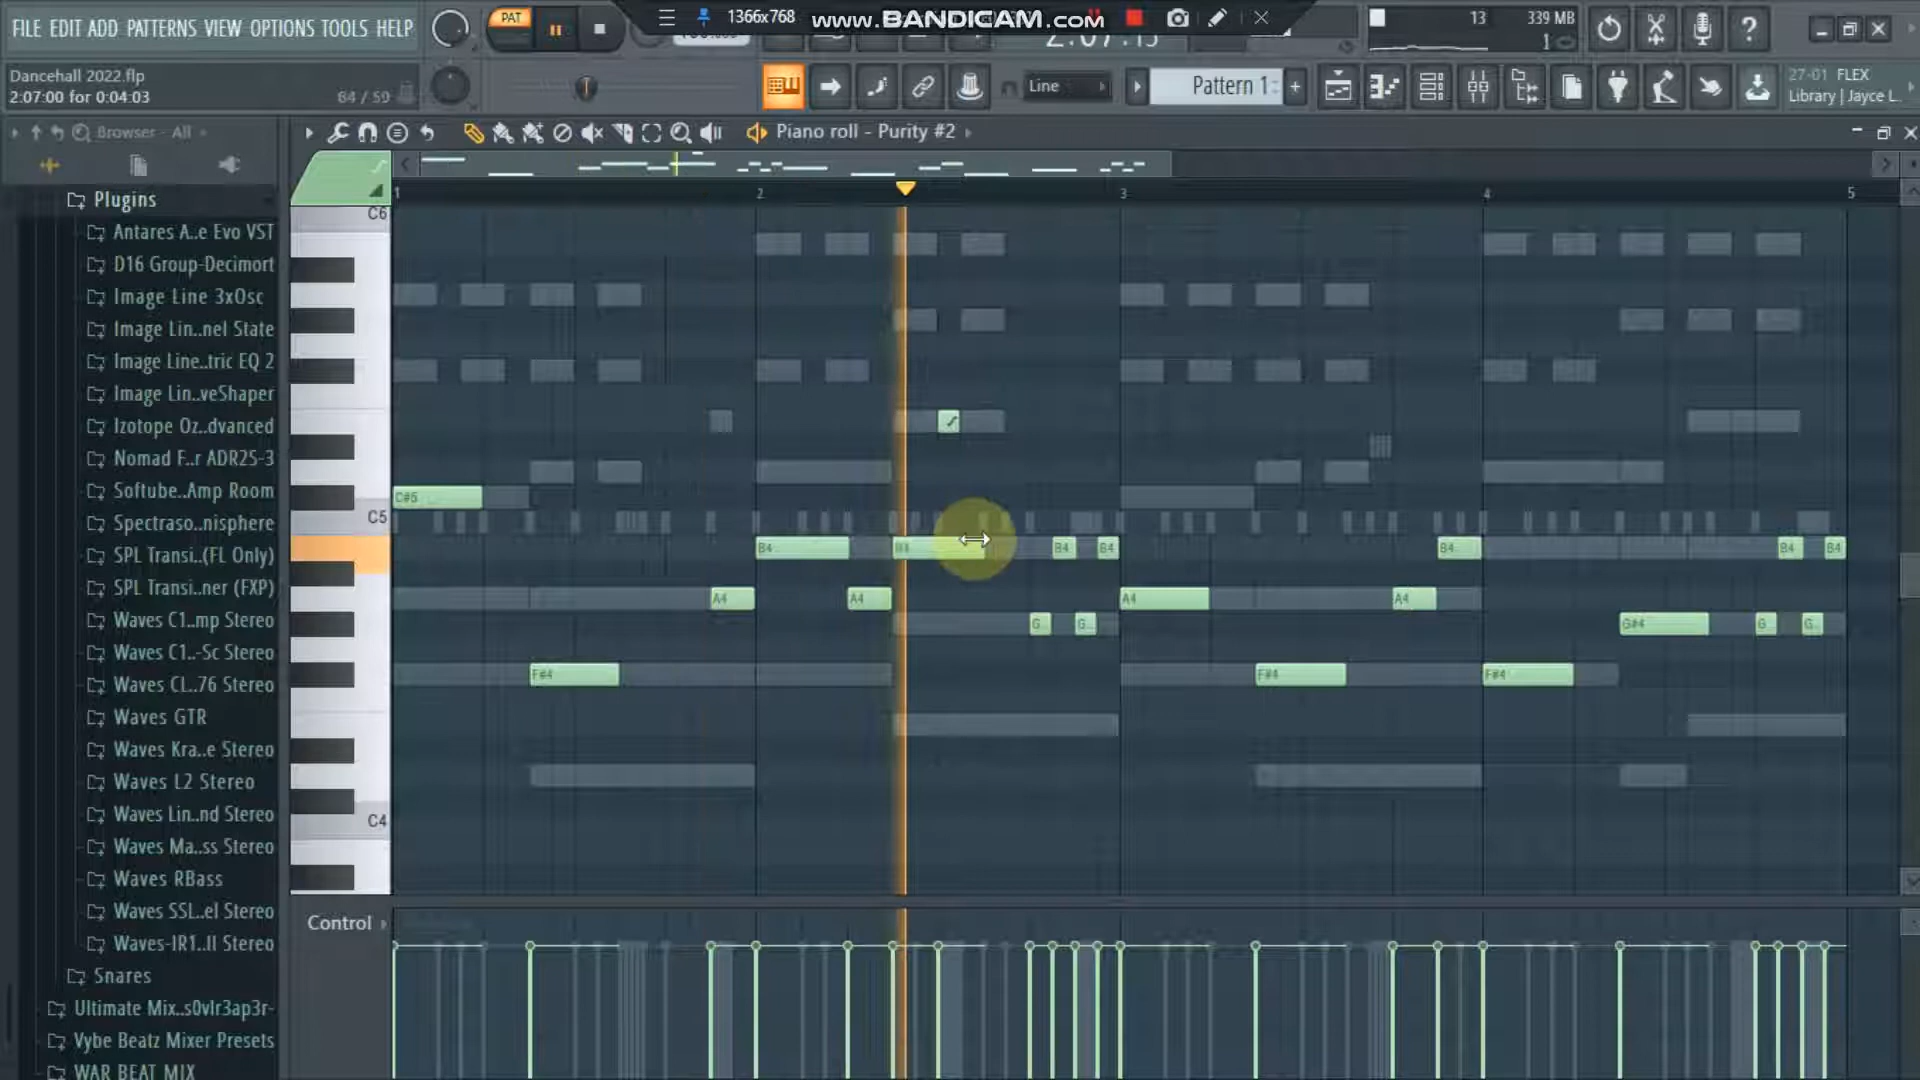 FILE EDIT ADD PATTERNS VIEW OPTIONS TOOLS HELP
PAT
1366x768
www.BANDICAM.com
13
339 MB
1
Dancehall 2022.flp
2:07:00 for 0:04:03
64 / 59
Line
Pattern 1
+
27-01 FLEX
Library | Jayce L..
Browser - All
Piano roll - Purity #2
Plugins
Antares A..e Evo VST
D16 Group-Decimort
Image Line 3xOsc
Image Lin..nel State
Image Line..tric EQ 2
Image Lin..veShaper
Izotope Oz..dvanced
Nomad F..r ADR2S-3
Softube..Amp Room
Spectraso..nisphere
SPL Transi..(FL Only)
SPL Transi..ner (FXP)
Waves C1..mp Stereo
Waves C1..-Sc Stereo
Waves CL..76 Stereo
Waves GTR
Waves Kra..e Stereo
Waves L2 Stereo
Waves Lin..nd Stereo
Waves Ma..ss Stereo
Waves RBass
Waves SSL..el Stereo
Waves-IR1..ll Stereo
Snares
Ultimate Mix..s0vlr3ap3r-
Vybe Beatz Mixer Presets
WAR BEAT MIX
1 2 3 4 5
C6
C#5
C5
B4 B4 B4 B4 B4 B4 B4
A4 A4 A4 A4
G.. G.. G#4 G.. G..
F#4 F#4 F#4
C4
Control